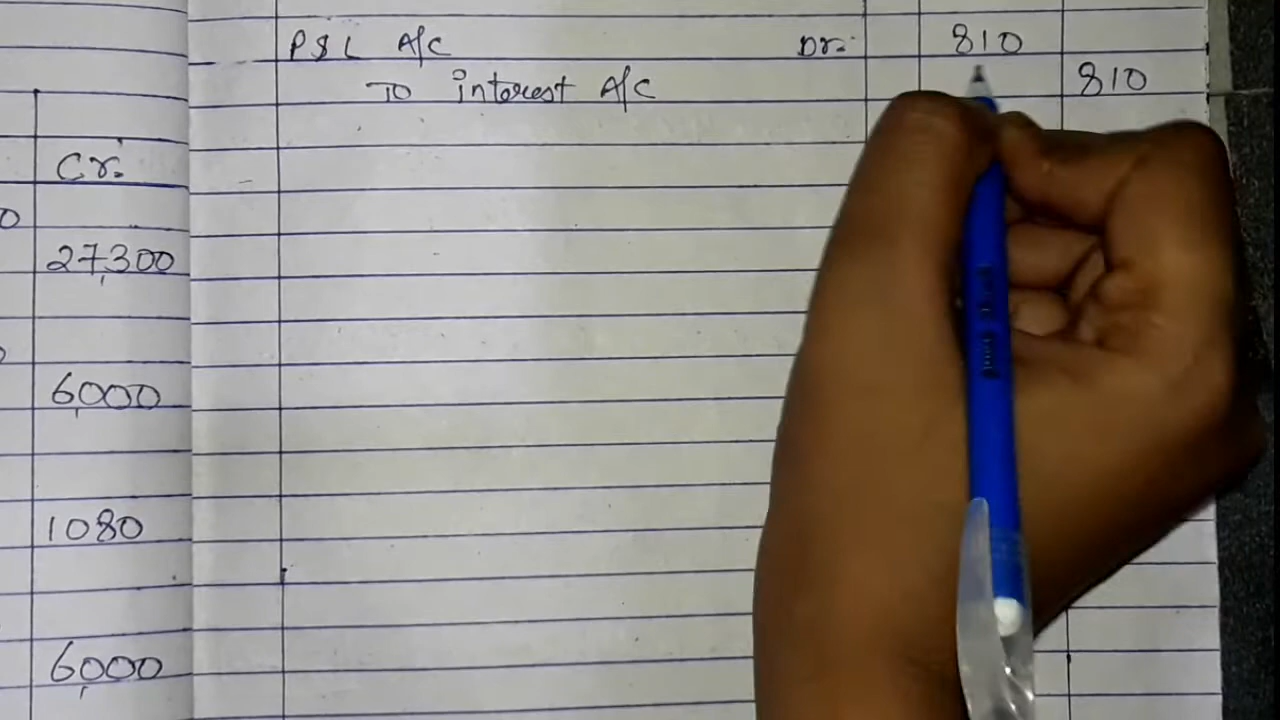 Cr.
27,300
6,000
1080
6,000
P & L A/C Dr. 810
To interest A/C 810